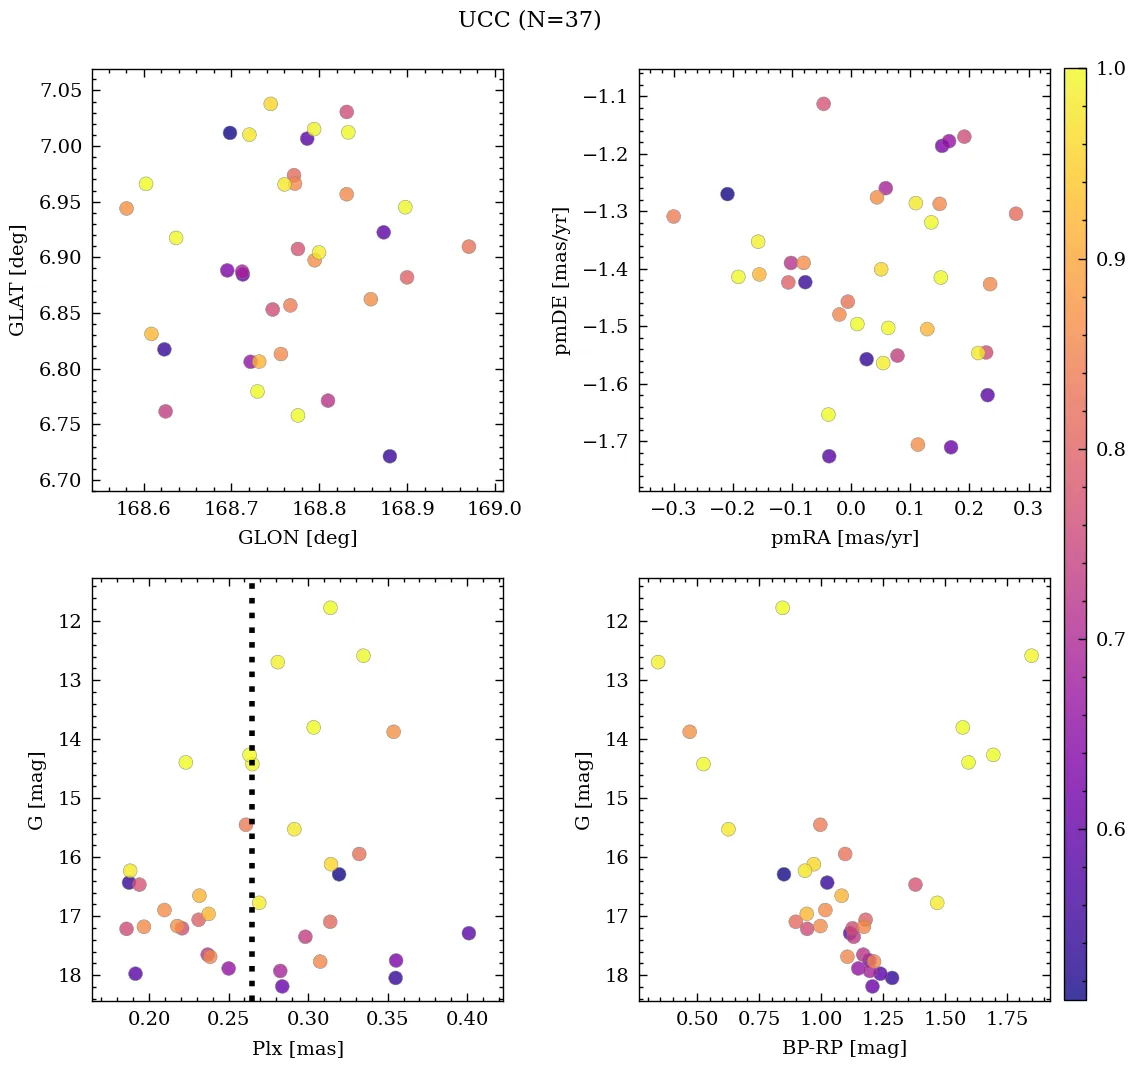 UCC (N=37)
7.05
7.00
6.95
6.90
6.85
6.80
6.75
6.70
GLAT [deg]
168.6 168.7 168.8 168.9 169.0
GLON [deg]
−1.1
−1.2
−1.3
−1.4
−1.5
−1.6
−1.7
pmDE [mas/yr]
−0.3 −0.2 −0.1 0.0 0.1 0.2 0.3
pmRA [mas/yr]
1.0
0.9
0.8
0.7
0.6
12
13
14
15
16
17
18
G [mag]
0.20 0.25 0.30 0.35 0.40
Plx [mas]
12
13
14
15
16
17
18
G [mag]
0.50 0.75 1.00 1.25 1.50 1.75
BP-RP [mag]